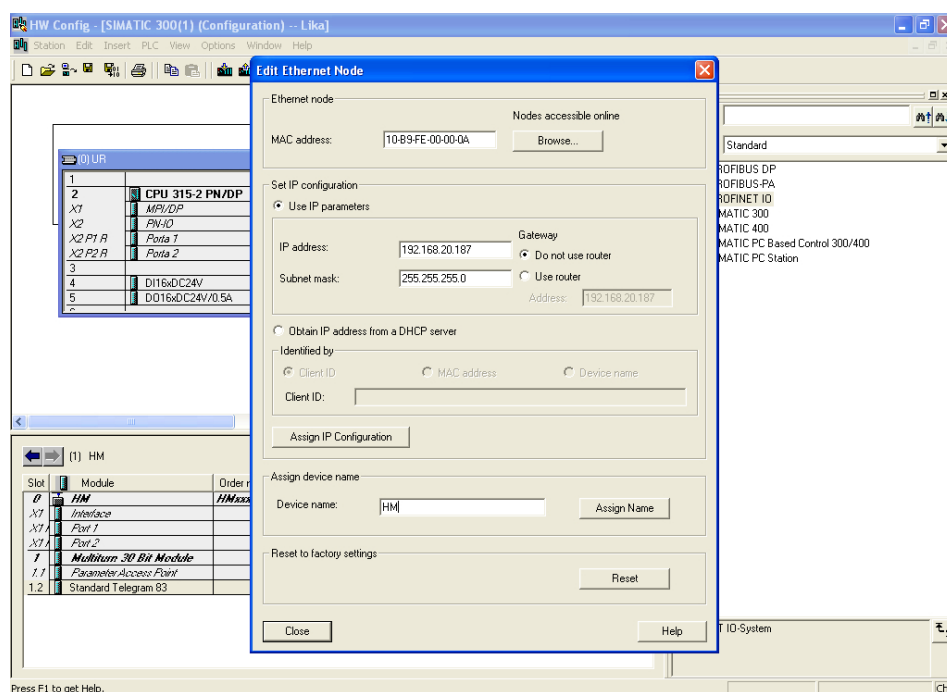 HW Config - [SIMATIC 300(1) (Configuration) -- Lika]
Station Edit Insert PLC View Options Window Help
Edit Ethernet Node
Ethernet node
Nodes accessible online
MAC address: 10-B9-FE-00-00-0A Browse...
Set IP configuration
Use IP parameters
Gateway
IP address: 192.168.20.187 Do not use router
Subnet mask: 255.255.255.0 Use router
Address: 192.168.20.187
Obtain IP address from a DHCP server
Identified by
Client ID MAC address Device name
Client ID:
Assign IP Configuration
Assign device name
Device name: HM Assign Name
Reset to factory settings
Reset
Close Help
(0) UR
1
2 CPU 315-2 PN/DP
X1 MPI/DP
X2 PN-IO
X2 P1 R Porta 1
X2 P2 R Porta 2
3
4 DI16xDC24V
5 DO16xDC24V/0.5A
Standard
ROFIBUS DP
ROFIBUS-PA
ROFINET IO
MATIC 300
MATIC 400
MATIC PC Based Control 300/400
MATIC PC Station
(1) HM
Slot Module Order
0 HM HMxxx
X1 Interface
X1 Port 1
X1 Port 2
1 Multiturn 30 Bit Module
1.1 Parameter Access Point
1.2 Standard Telegram 83
T IO-System
Press F1 to get Help.